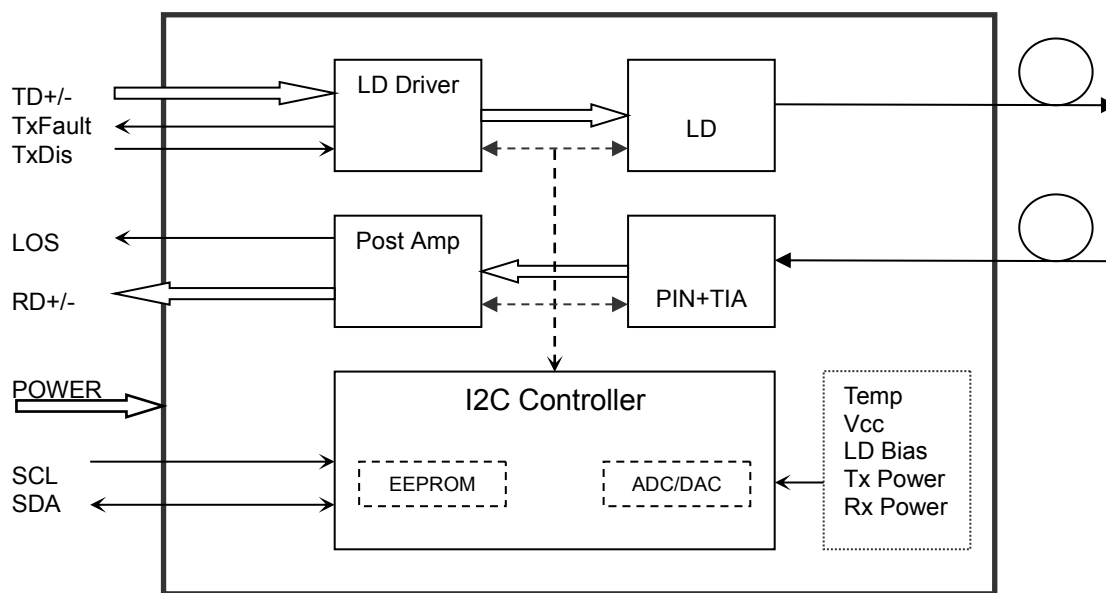 TD+/-
TxFault
TxDis
LD Driver
LD
LOS
Post Amp
RD+/-
PIN+TIA
POWER
I2C Controller
SCL
SDA
EEPROM
ADC/DAC
Temp
Vcc
LD Bias
Tx Power
Rx Power